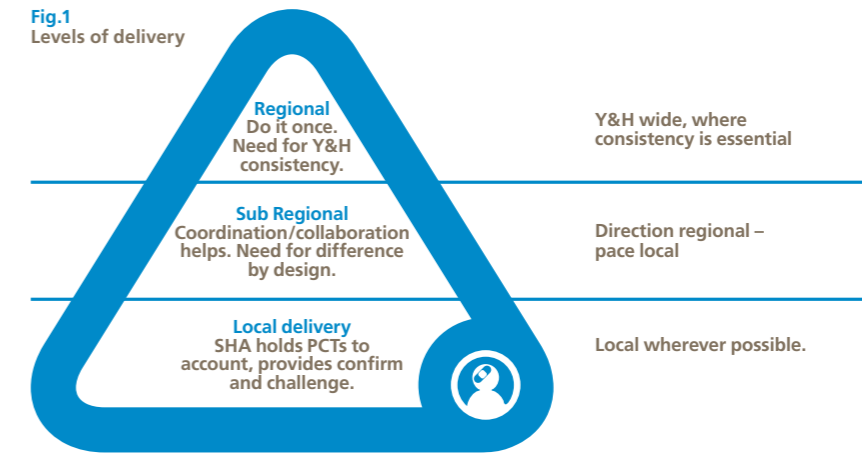 Fig.1
Levels of delivery
Regional
Do it once.
Need for Y&H
consistency.
Y&H wide, where
consistency is essential
Sub Regional
Coordination/collaboration
helps. Need for difference
by design.
Direction regional –
pace local
Local delivery
SHA holds PCTs to
account, provides confirm
and challenge.
Local wherever possible.